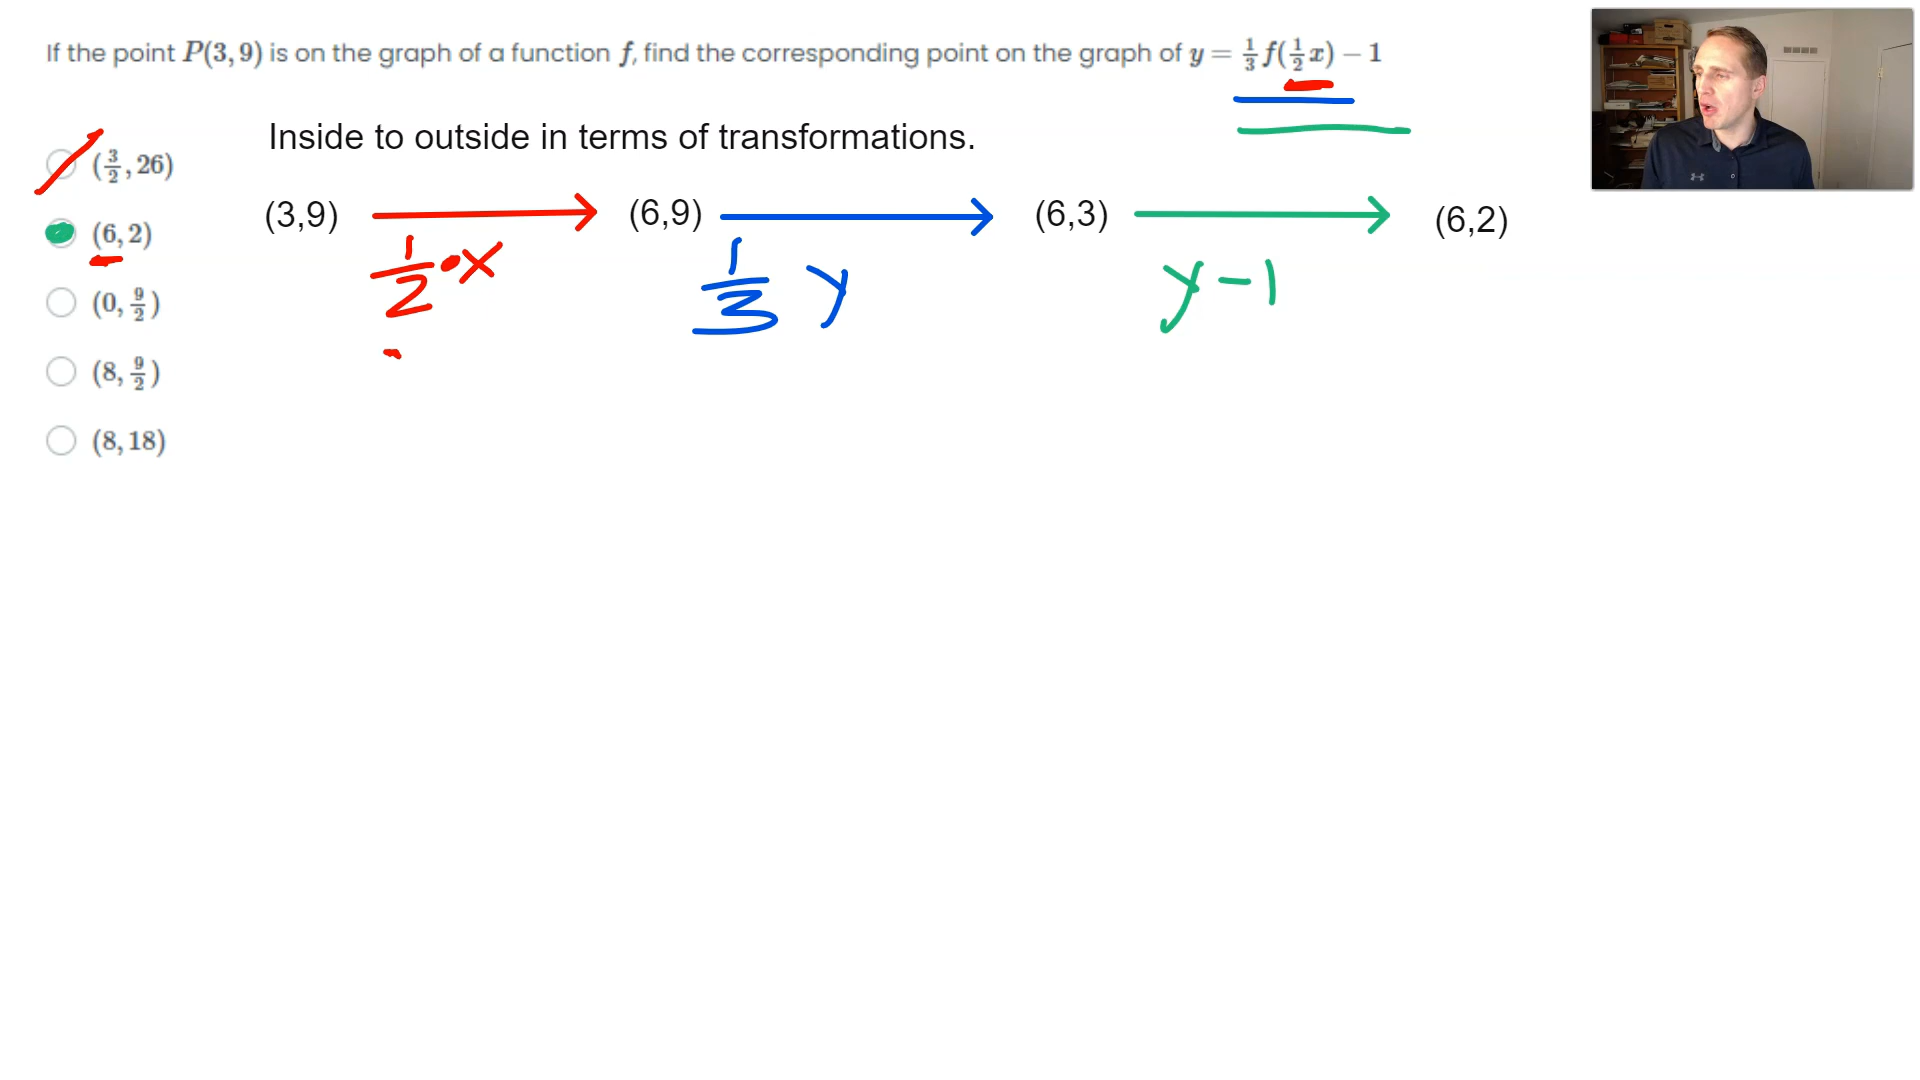 If the point P(3, 9) is on the graph of a function f, find the corresponding point on the graph of y = 1/3 f(1/2 x) − 1
Inside to outside in terms of transformations.
(3/2, 26)
(3,9) (6,9) (6,3) (6,2)
(6, 2)
1/2 • x 1/3 y y − 1
(0, 9/2)
(8, 9/2)
(8, 18)